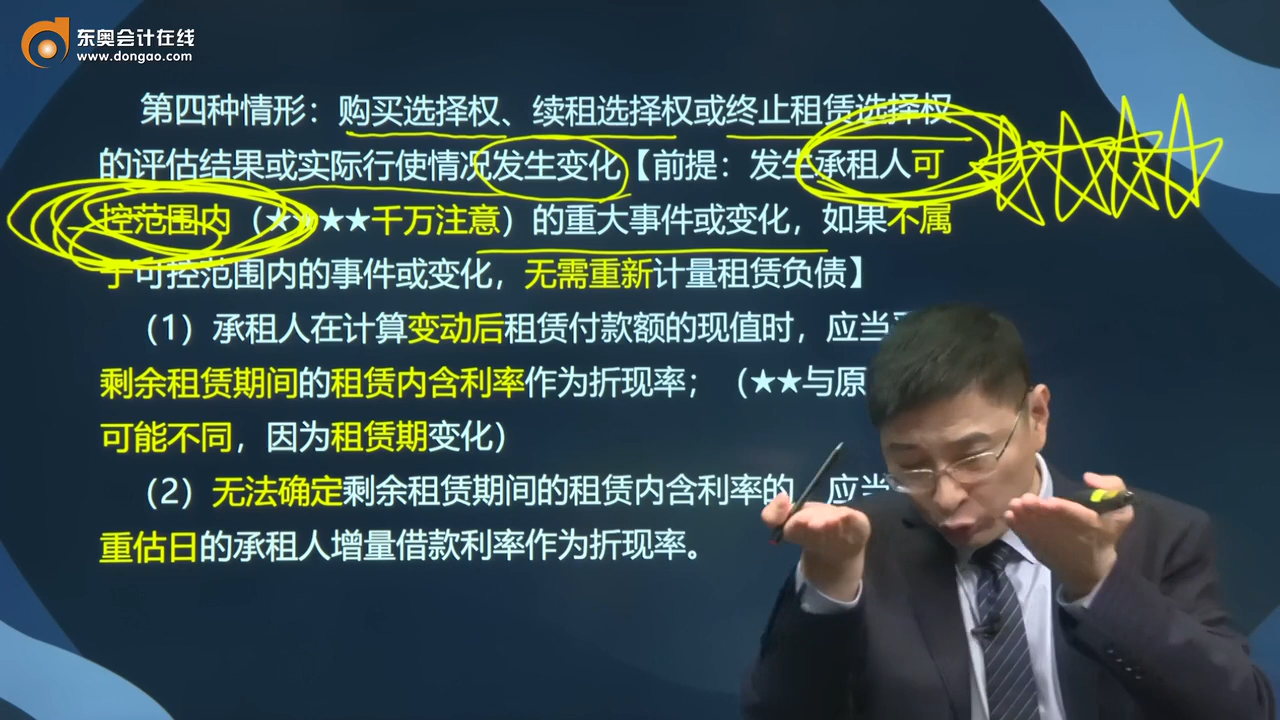 东奥会计在线
www.dongao.com
第四种情形：购买选择权、续租选择权或终止租赁选择权
的评估结果或实际行使情况发生变化【前提：发生承租人可
控范围内（★★★★千万注意）的重大事件或变化，如果不属
于可控范围内的事件或变化，无需重新计量租赁负债】
（1）承租人在计算变动后租赁付款额的现值时，应当
剩余租赁期间的租赁内含利率作为折现率；（★★与原
可能不同，因为租赁期变化）
（2）无法确定剩余租赁期间的租赁内含利率的，应当
重估日的承租人增量借款利率作为折现率。